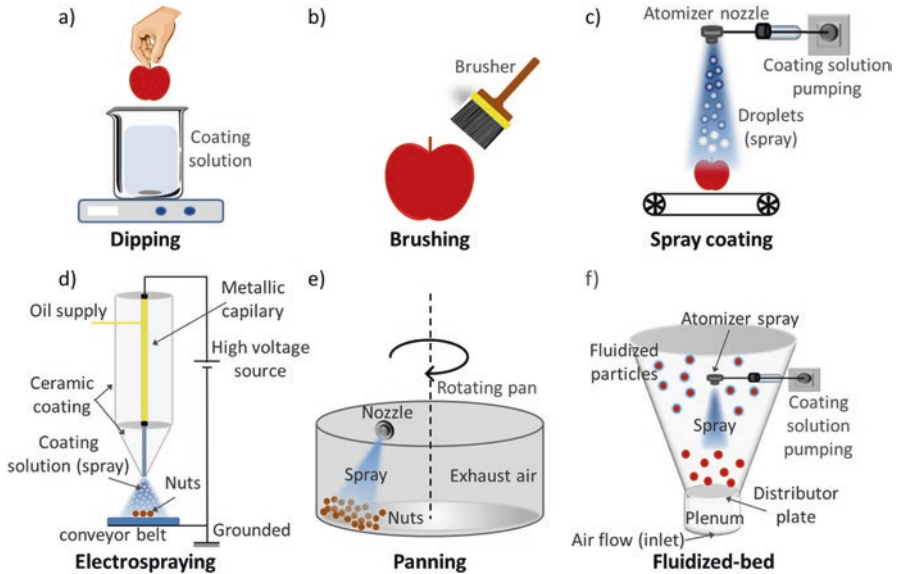 a)
Coating
solution
Dipping
b)
Brusher
Brushing
c)
Atomizer nozzle
Coating solution
pumping
Droplets
(spray)
Spray coating
d)
Oil supply
Metallic
capilary
High voltage
source
Ceramic
coating
Coating
solution (spray)
Nuts
conveyor belt
Grounded
Electrospraying
e)
Rotating pan
Nozzle
Spray
Exhaust air
Nuts
Panning
f)
Atomizer spray
Fluidized
particles
Coating
solution
pumping
Spray
Distributor
plate
Plenum
Air flow (inlet)
Fluidized-bed